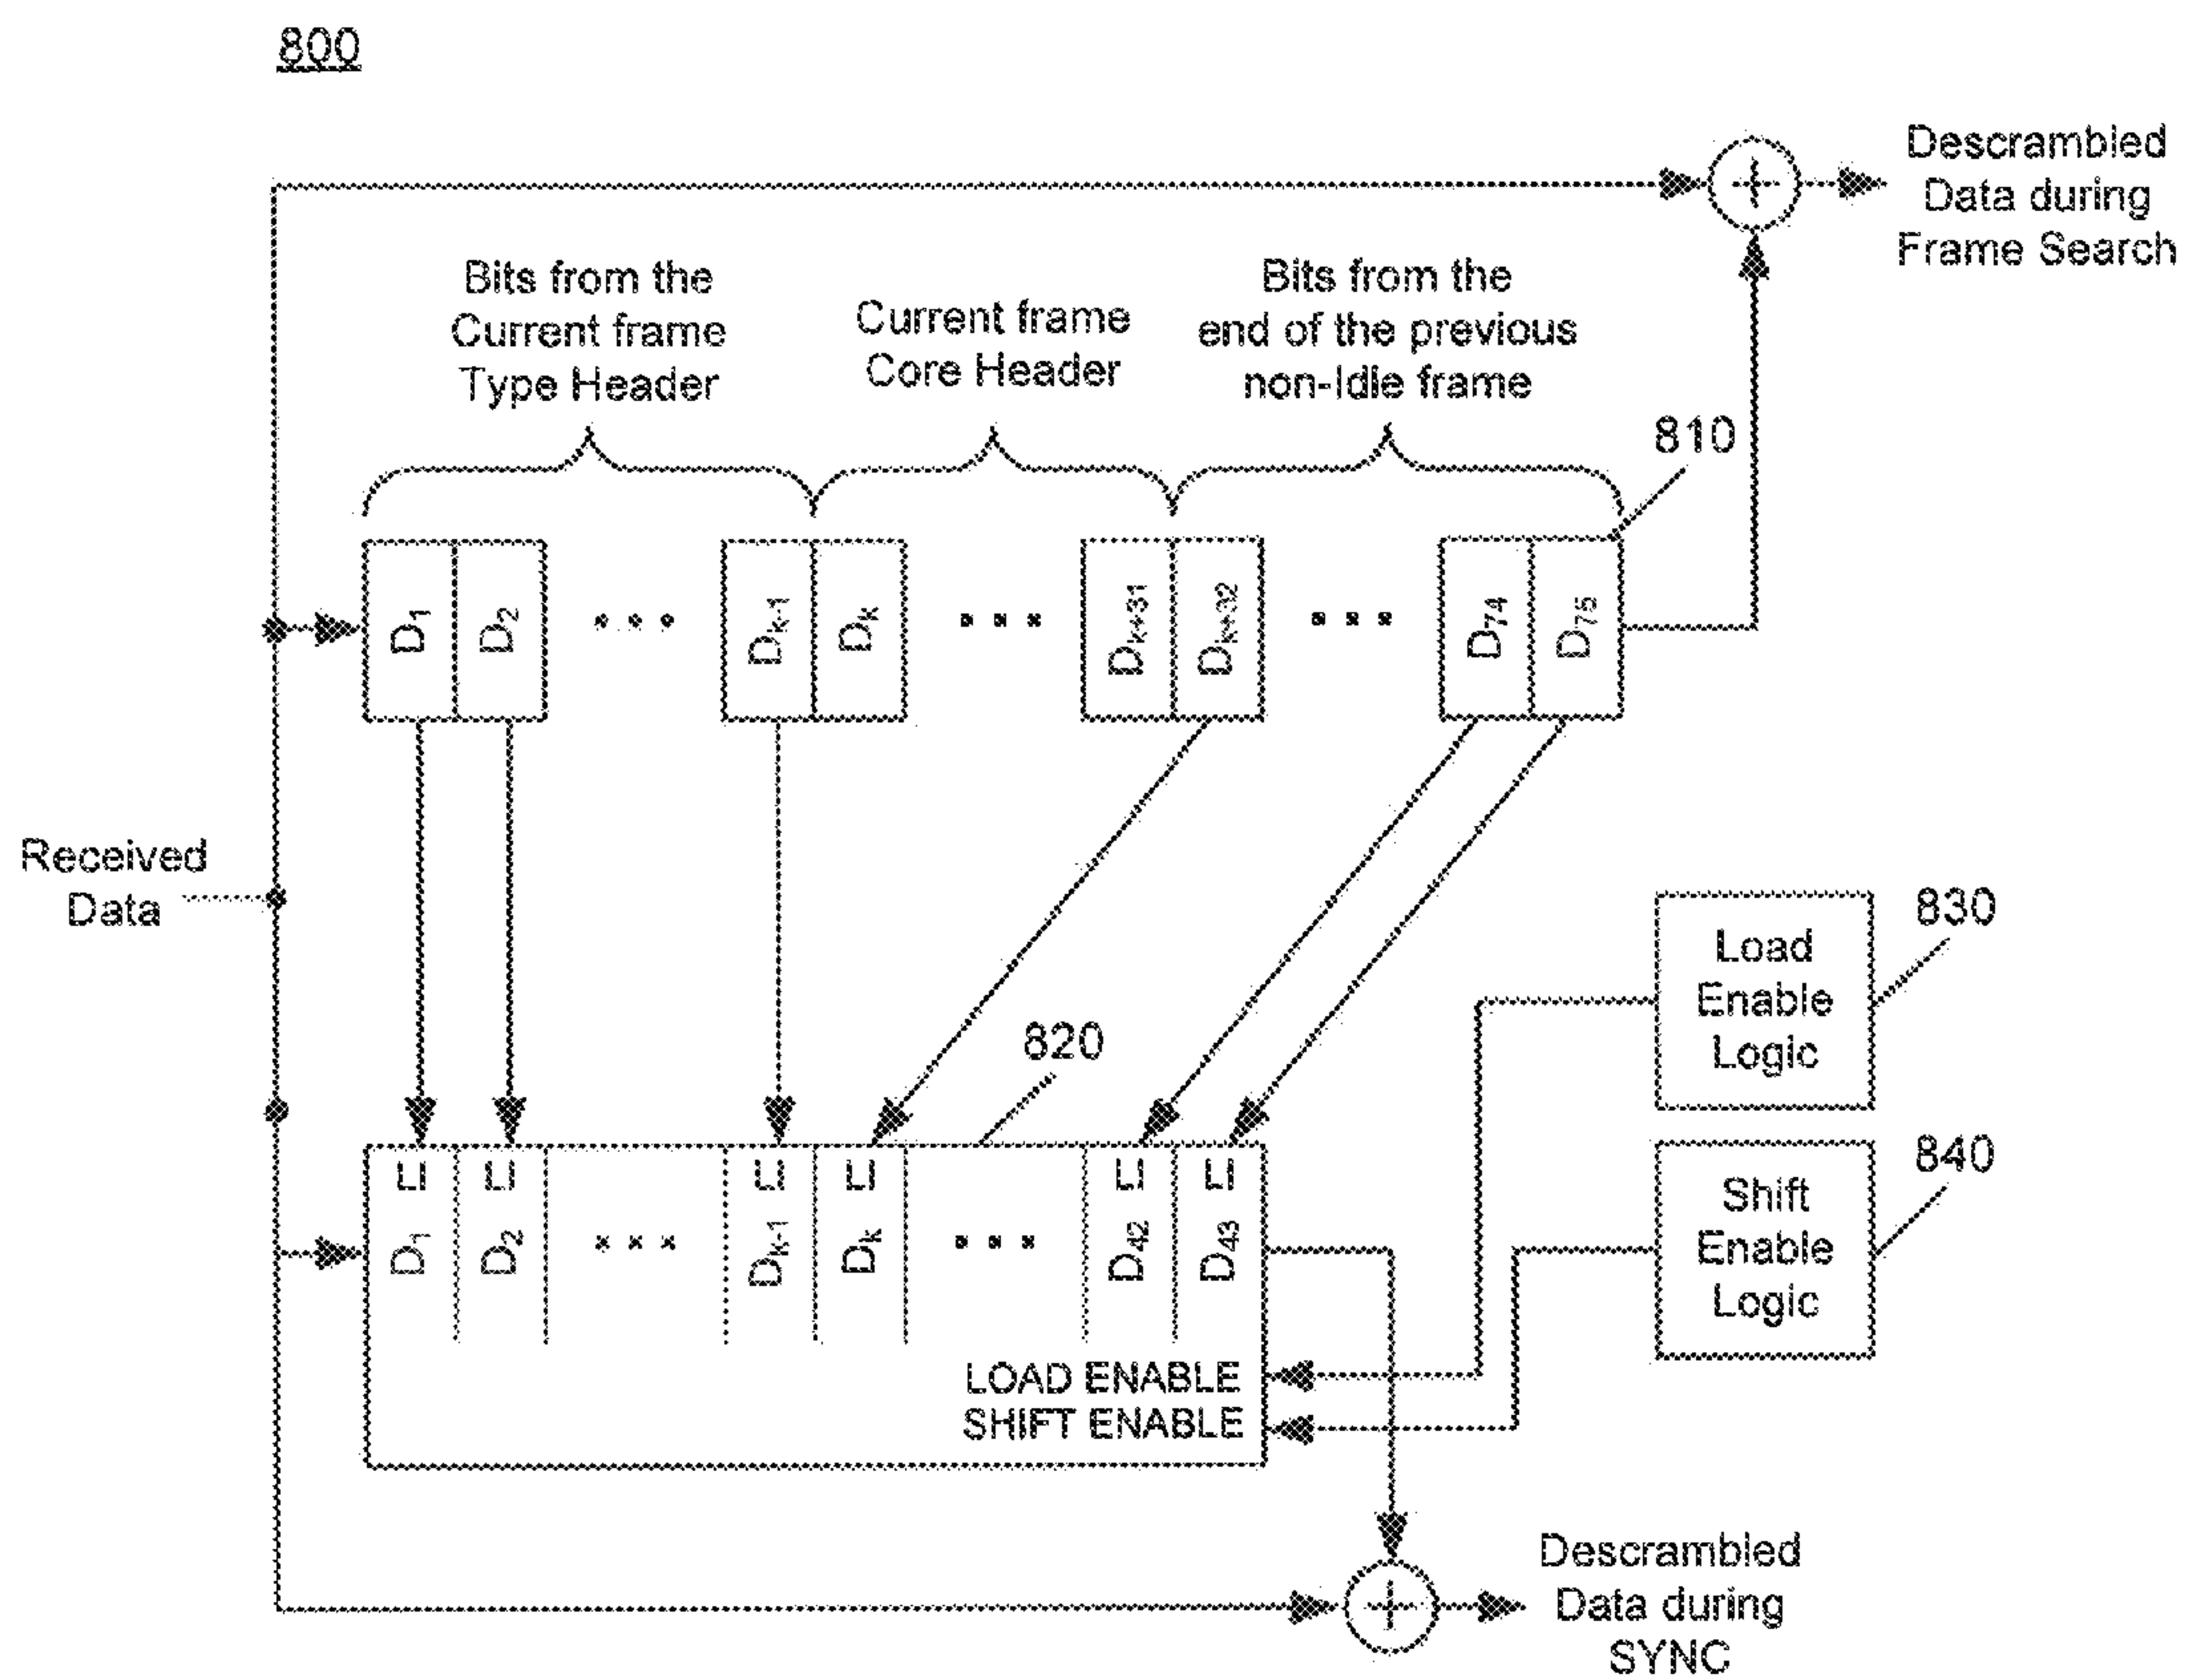 800
Descrambled
Data during
Frame Search
Bits from the
Current frame
Type Header
Current frame
Core Header
Bits from the
end of the previous
non-Idle frame
810
D1 D2 ••• Dk-1 Dk ••• Dk+31 Dk+32 ••• D74 D75
Received
Data
830
Load
Enable
Logic
820
840
Shift
Enable
Logic
LI LI LI LI LI LI
D1 D2 ••• Dk-1 Dk ••• D42 D43
LOAD ENABLE
SHIFT ENABLE
Descrambled
Data during
SYNC